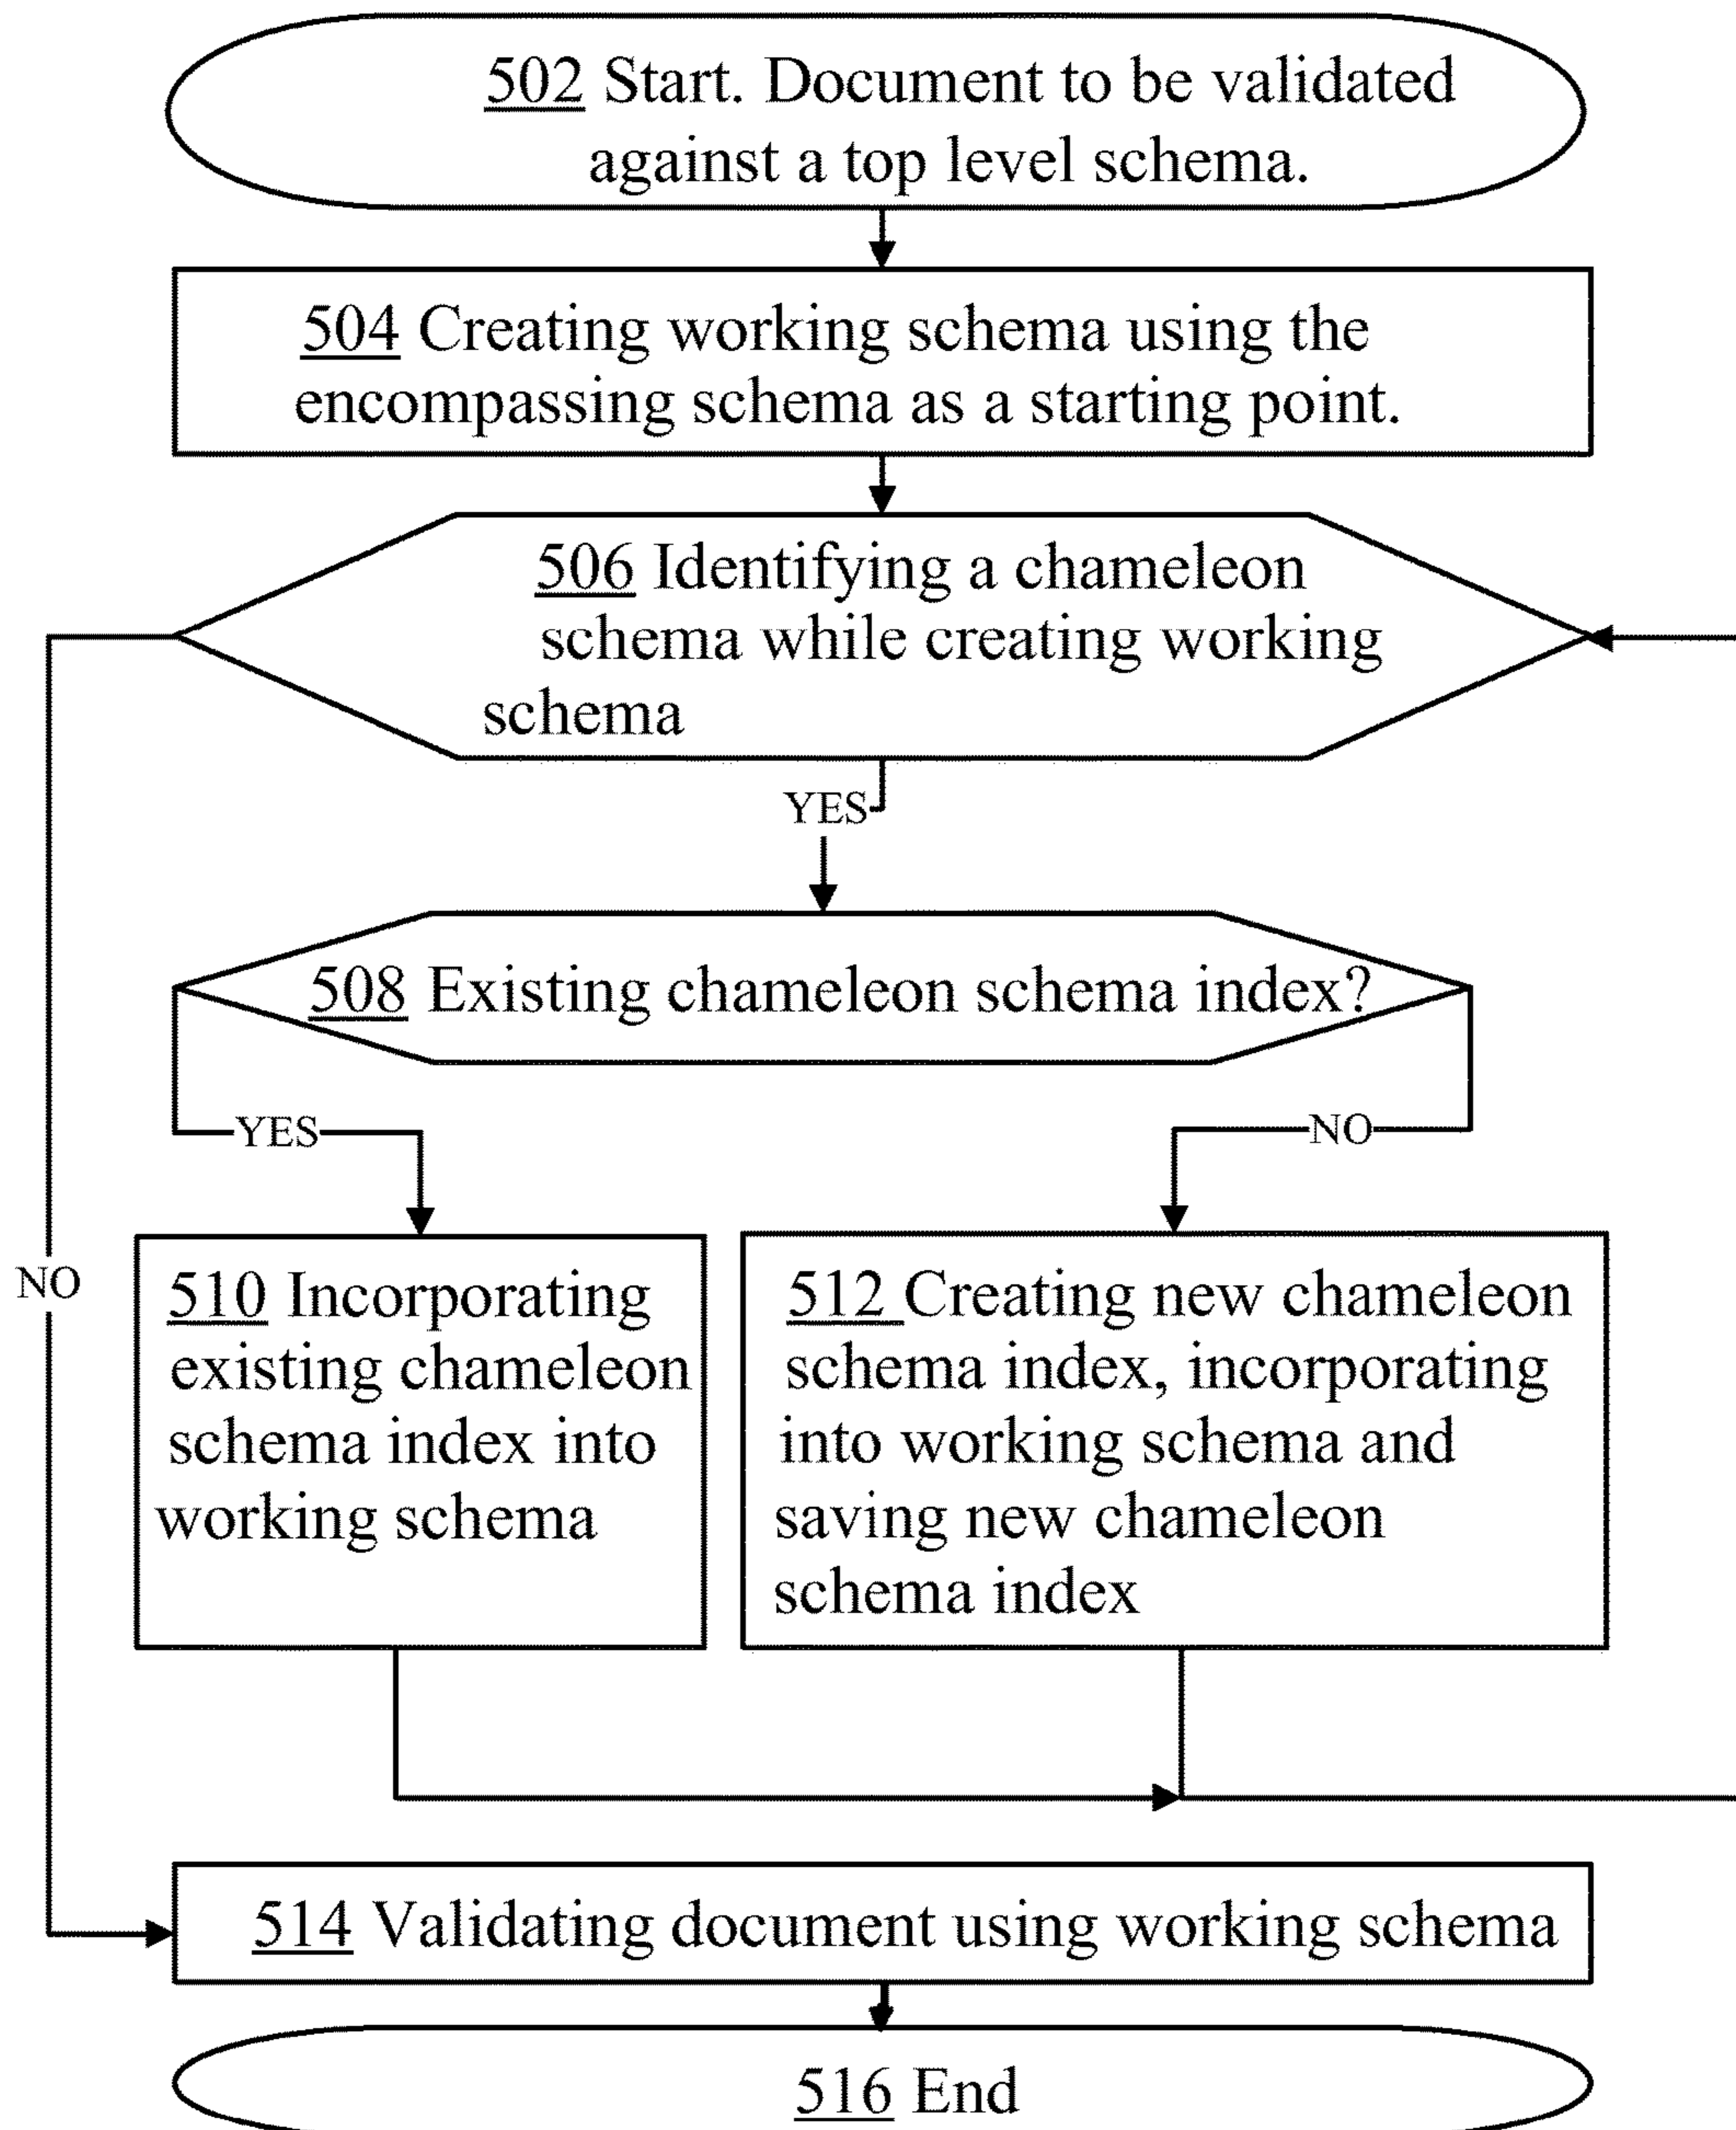 502 Start. Document to be validated
against a top level schema.
504 Creating working schema using the
encompassing schema as a starting point.
506 Identifying a chameleon
schema while creating working
schema
YES
508 Existing chameleon schema index?
YES
NO
NO
510 Incorporating
existing chameleon
schema index into
working schema
512 Creating new chameleon
schema index, incorporating
into working schema and
saving new chameleon
schema index
514 Validating document using working schema
516 End